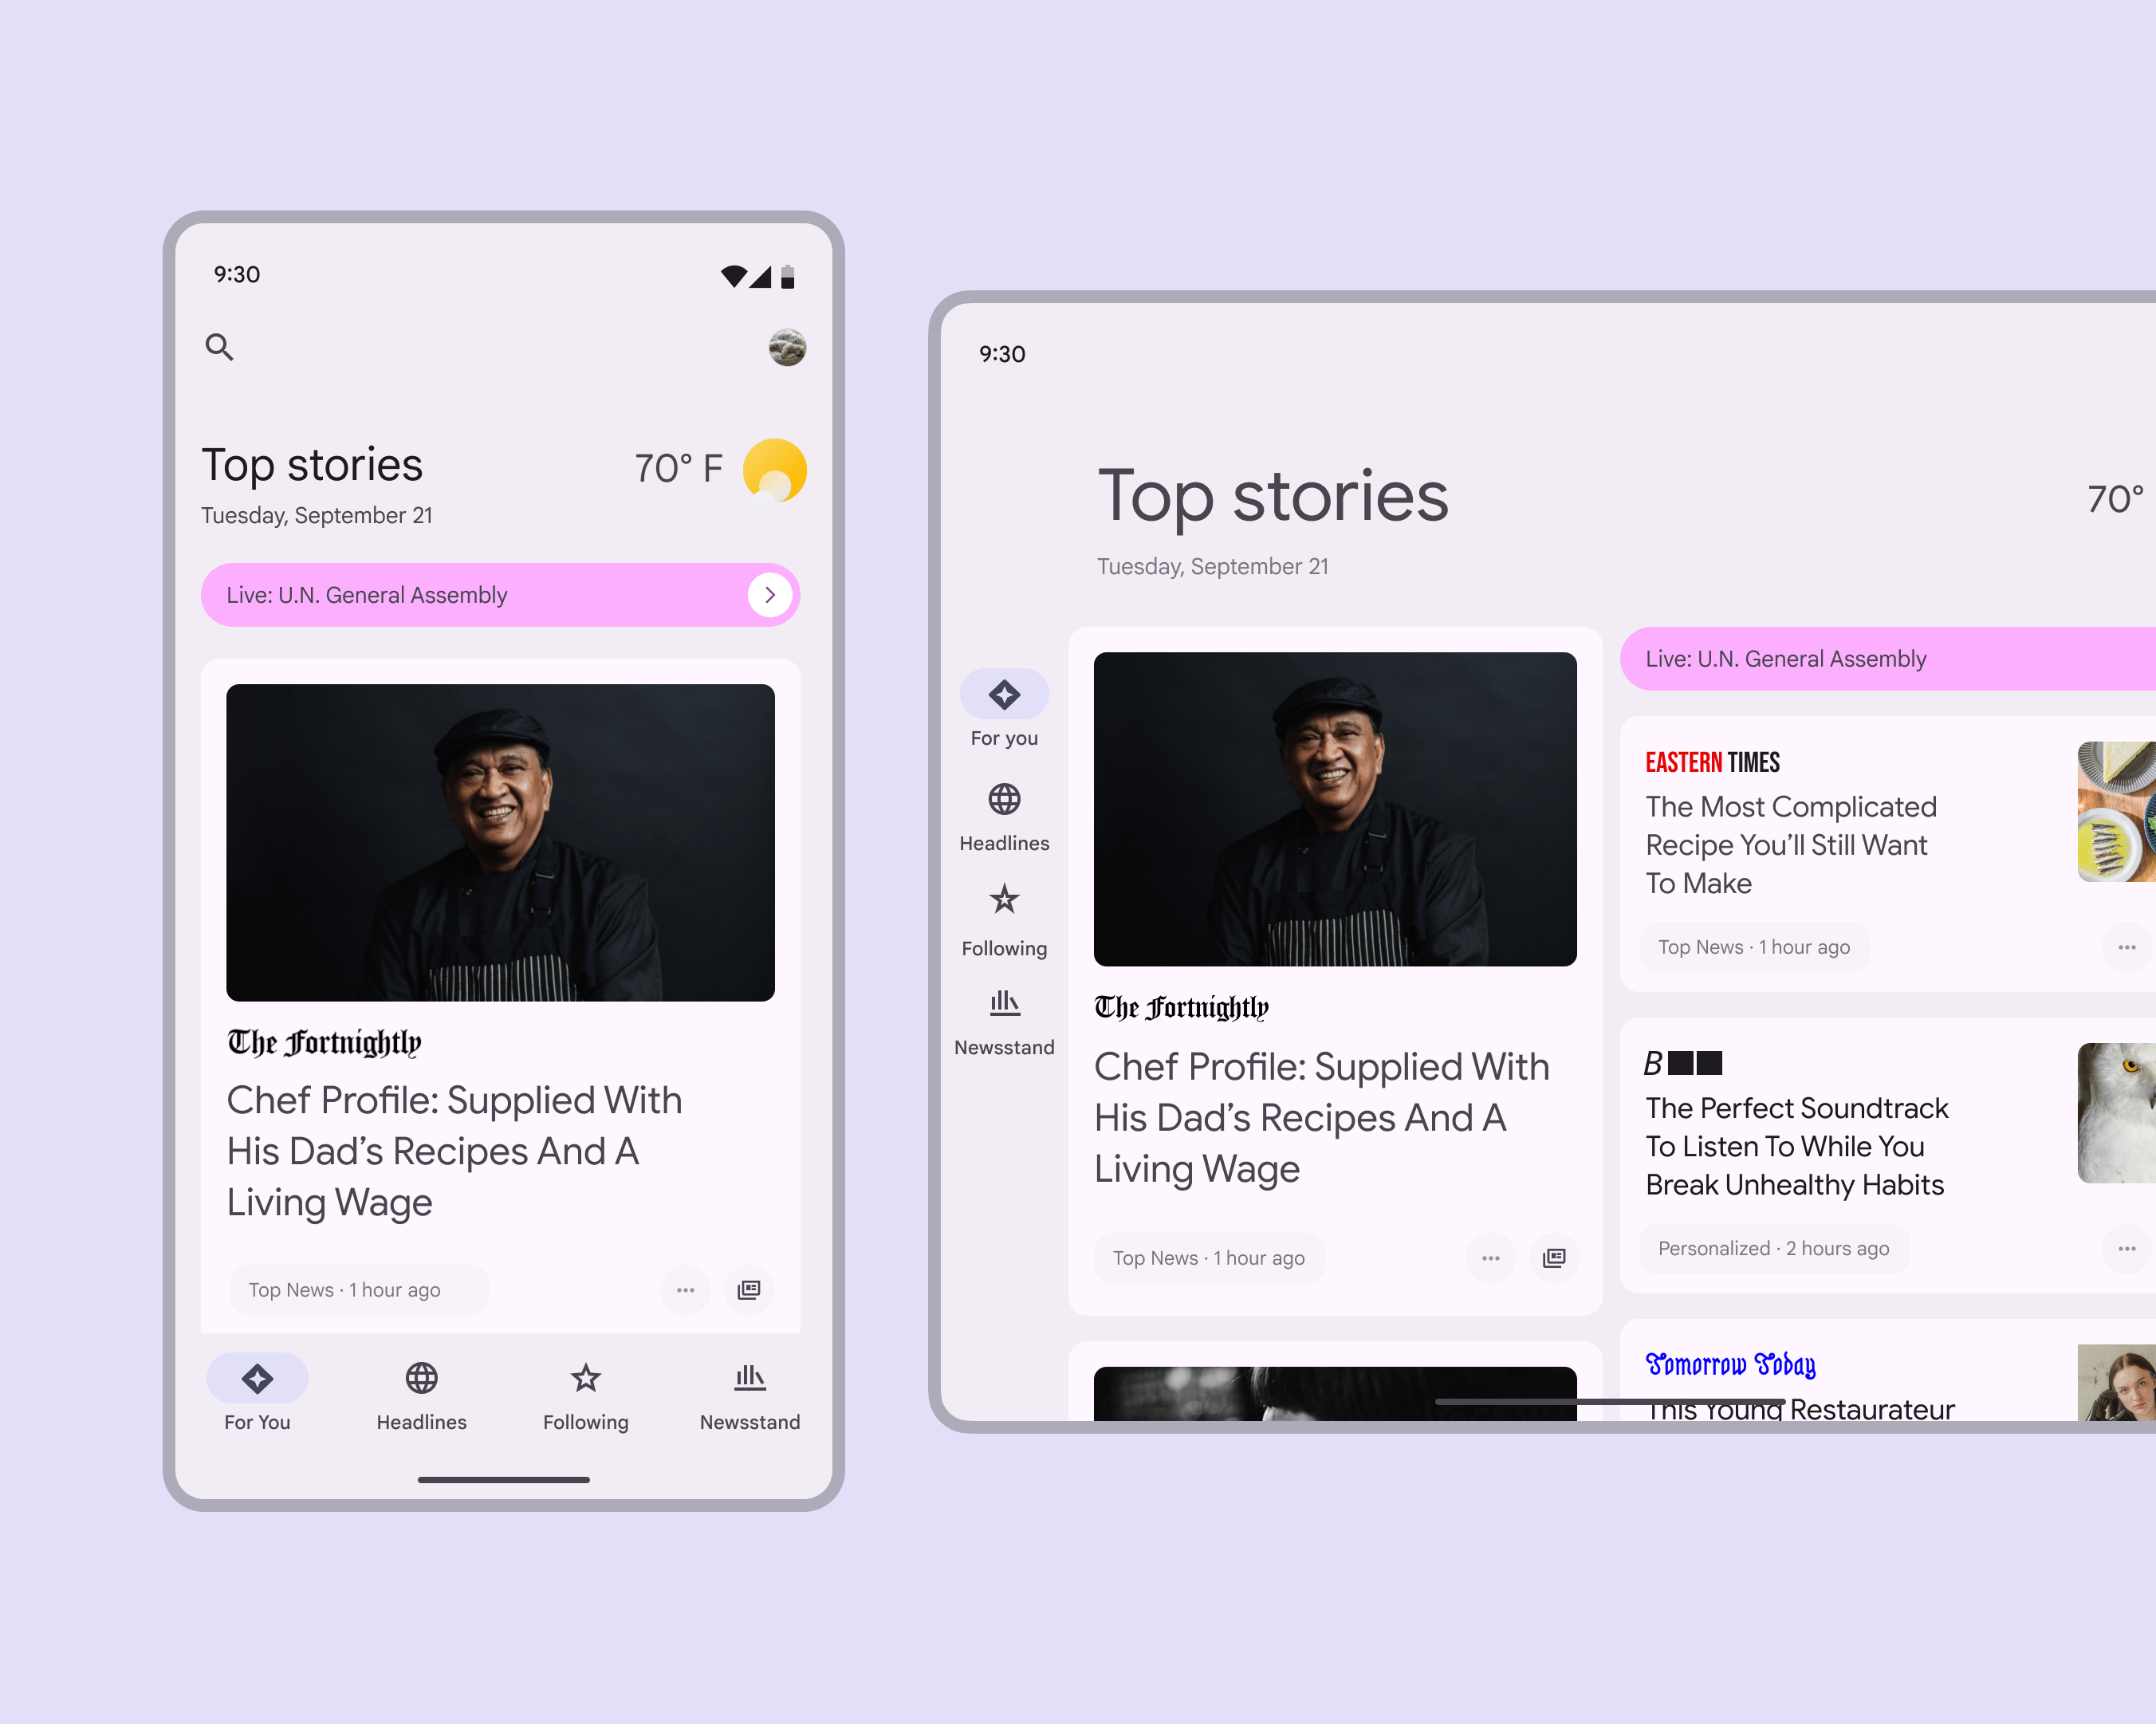 9:30
Top stories
70° F
Tuesday, September 21
Live: U.N. General Assembly
The Fortnightly
Chef Profile: Supplied With
His Dad’s Recipes And A
Living Wage
Top News · 1 hour ago
For You
Headlines
Following
Newsstand
9:30
Top stories
70°
Tuesday, September 21
For you
Headlines
Following
Newsstand
The Fortnightly
Chef Profile: Supplied With
His Dad’s Recipes And A
Living Wage
Top News · 1 hour ago
Live: U.N. General Assembly
EASTERN TIMES
The Most Complicated
Recipe You’ll Still Want
To Make
Top News · 1 hour ago
B
The Perfect Soundtrack
To Listen To While You
Break Unhealthy Habits
Personalized · 2 hours ago
Tomorrow Today
This Young Restaurateur